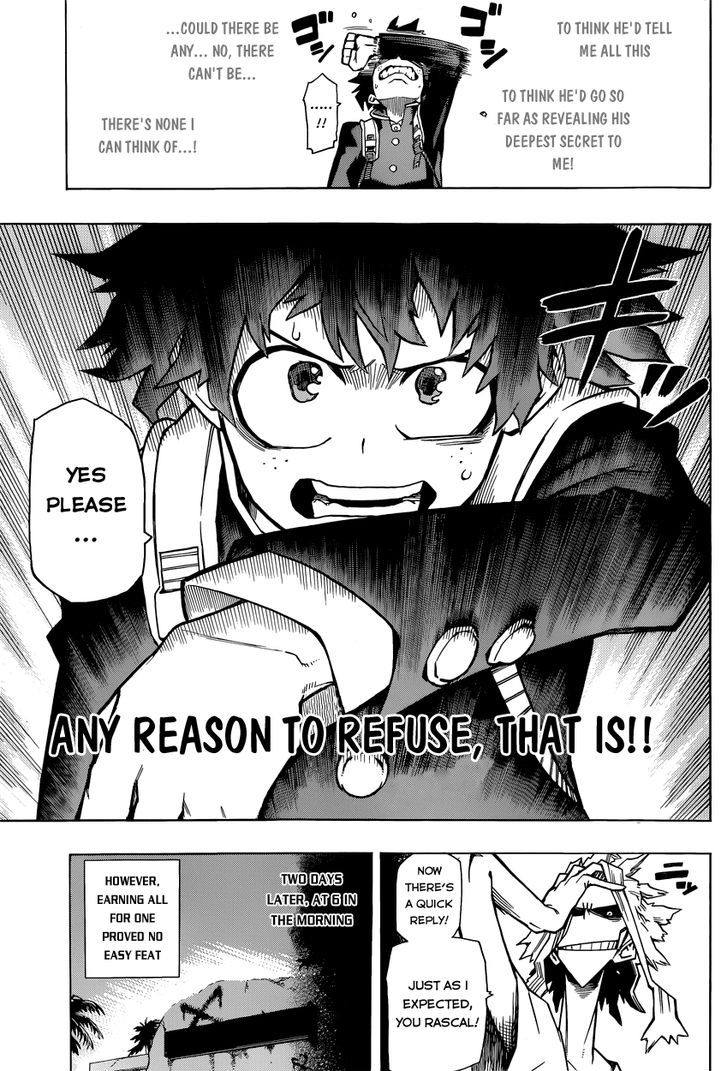 TO THINK HE'D TELL
ME ALL THIS
TO THINK HE'D GO SO
FAR AS REVEALING HIS
DEEPEST SECRET TO
ME!
ゴシ
ゴシ
......
!!
...COULD THERE BE
ANY... NO, THERE
CAN'T BE...
THERE'S NONE I
CAN THINK OF...!
キッ
YES
PLEASE
...
ANY REASON TO REFUSE, THAT IS!!
NOW
THERE'S
A QUICK
REPLY!
JUST AS I
EXPECTED,
YOU RASCAL!
TWO DAYS
LATER, AT 6 IN
THE MORNING
HOWEVER,
EARNING ALL
FOR ONE
PROVED NO
EASY FEAT